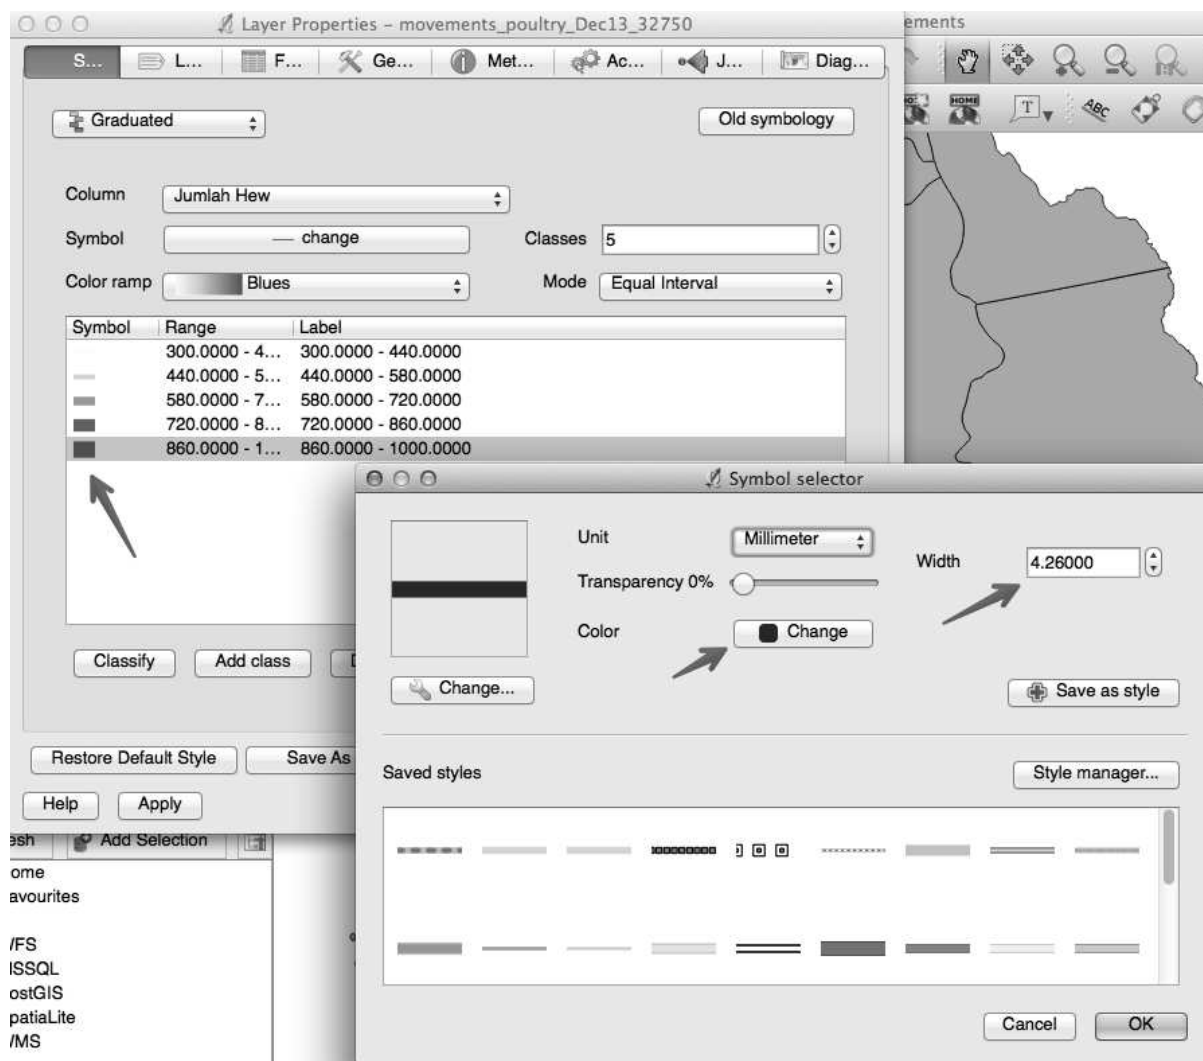 Layer Properties – movements_poultry_Dec13_32750
ements
S...
L...
F...
Ge...
Met...
Ac...
J...
Diag...
Graduated
Old symbology
HOME
T
ABC
Column
Jumlah Hew
Symbol
change
Classes
5
Color ramp
Blues
Mode
Equal Interval
Symbol
Range
Label
300.0000 - 4...
300.0000 - 440.0000
440.0000 - 5...
440.0000 - 580.0000
580.0000 - 7...
580.0000 - 720.0000
720.0000 - 8...
720.0000 - 860.0000
860.0000 - 1...
860.0000 - 1000.0000
Classify
Add class
Restore Default Style
Save As
Help
Apply
Symbol selector
Unit
Millimeter
Width
4.26000
Transparency 0%
Color
Change
Change...
Save as style
Saved styles
Style manager...
Cancel
OK
esh
Add Selection
ome
avourites
/FS
ISSQL
ostGIS
patiaLite
/MS